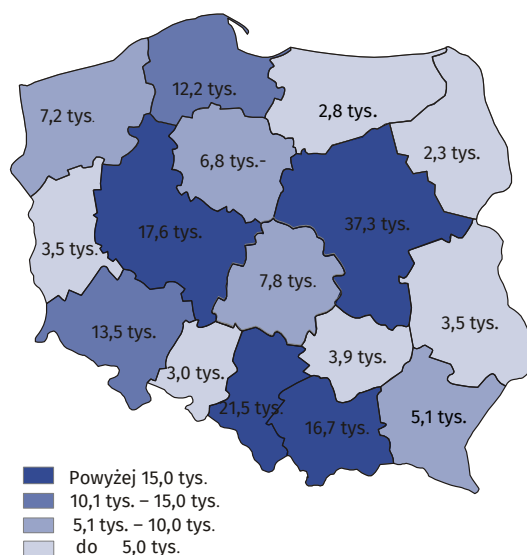 12,2 tys.
7,2 tys.
2,8 tys.
2,3 tys.
6,8 tys.-
37,3 tys.
17,6 tys.
3,5 tys.
7,8 tys.
3,5 tys.
13,5 tys.
3,9 tys.
3,0 tys.
21,5 tys.
16,7 tys.
5,1 tys.
Powyżej 15,0 tys.
10,1 tys. – 15,0 tys.
5,1 tys. – 10,0 tys.
do 5,0 tys.